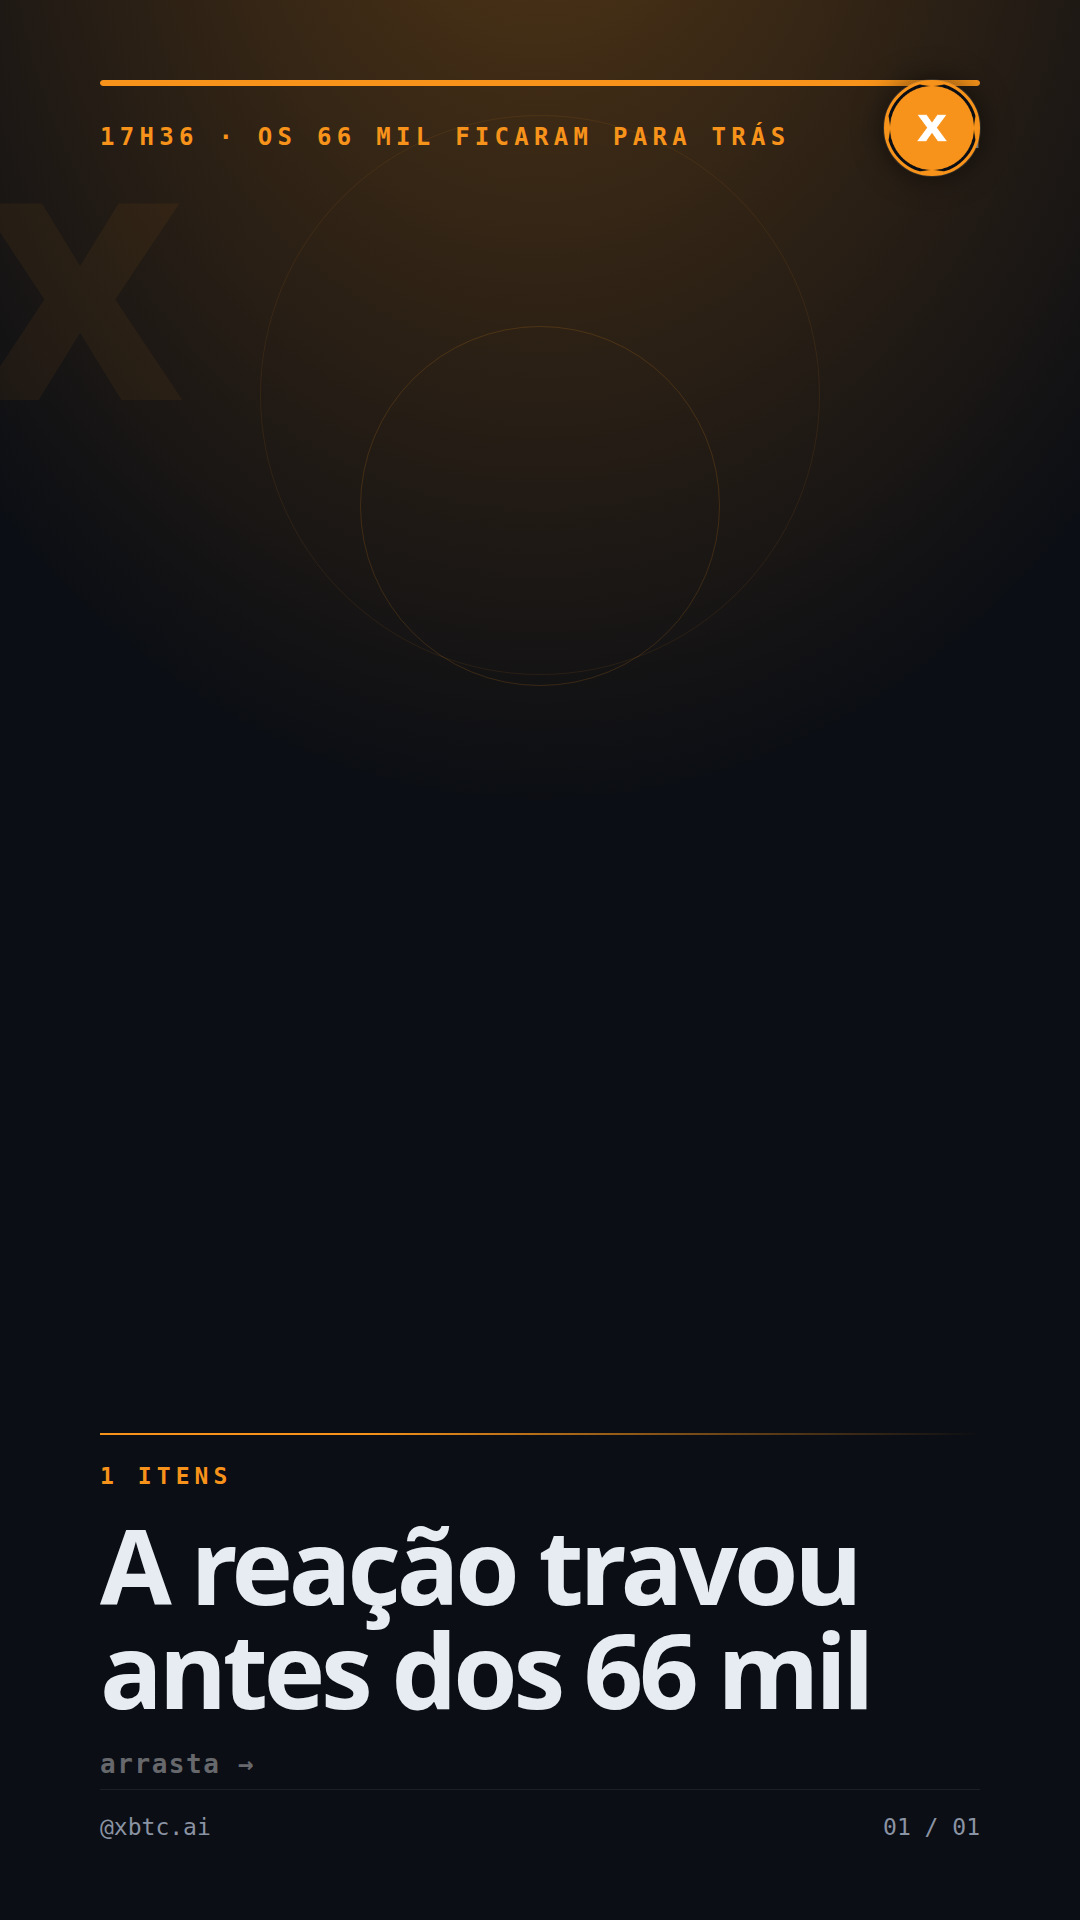 17H36 · OS 66 MIL FICARAM PARA TRÁS
x
x
1 ITENS
A reação travou
antes dos 66 mil
arrasta →
@xbtc.ai
01 / 01